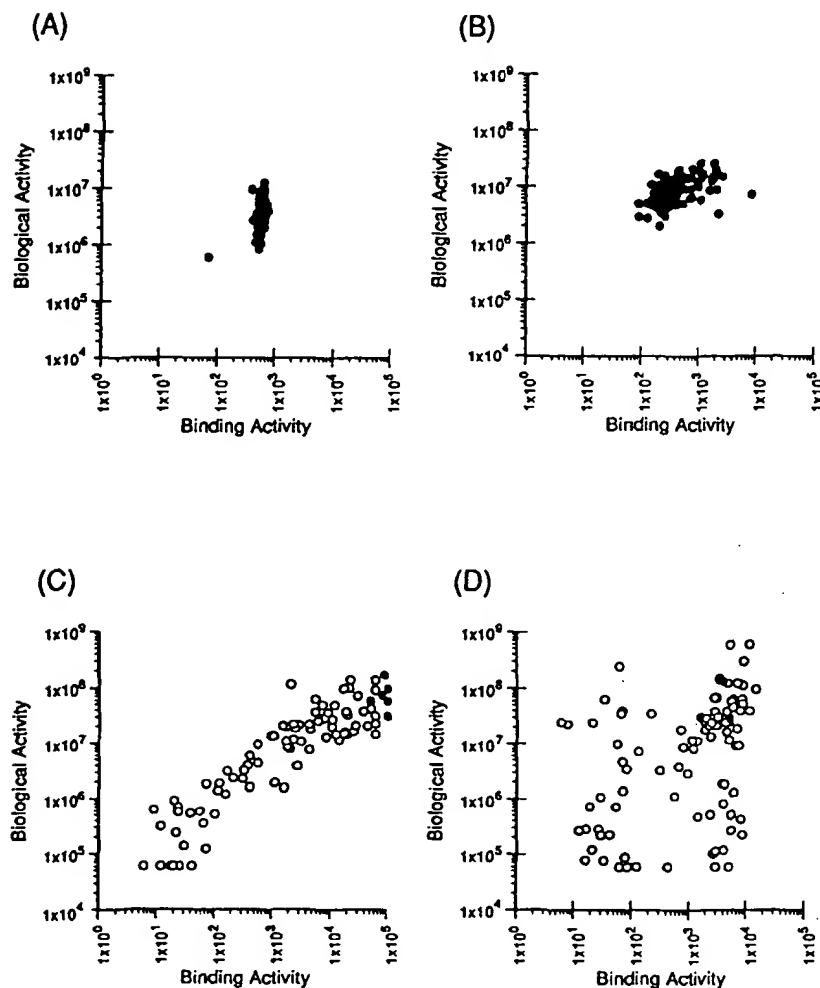 (A)
(B)
Biological Activity
1x10⁹
1x10⁸
1x10⁷
1x10⁶
1x10⁵
1x10⁴
1x10⁰
1x10¹
1x10²
1x10³
1x10⁴
1x10⁵
Binding Activity
Biological Activity
1x10⁹
1x10⁸
1x10⁷
1x10⁶
1x10⁵
1x10⁴
1x10⁰
1x10¹
1x10²
1x10³
1x10⁴
1x10⁵
Binding Activity
(C)
(D)
Biological Activity
1x10⁹
1x10⁸
1x10⁷
1x10⁶
1x10⁵
1x10⁴
1x10⁰
1x10¹
1x10²
1x10³
1x10⁴
1x10⁵
Binding Activity
Biological Activity
1x10⁹
1x10⁸
1x10⁷
1x10⁶
1x10⁵
1x10⁴
1x10⁰
1x10¹
1x10²
1x10³
1x10⁴
1x10⁵
Binding Activity